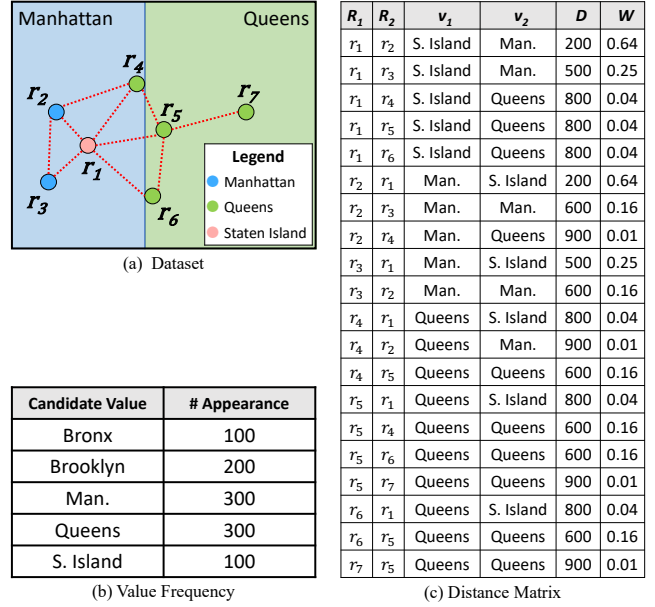 Manhattan Queens
r4
r2
r7
r5
r1
r3
r6
Legend
Manhattan
Queens
Staten Island
(a) Dataset
Candidate Value # Appearance
Bronx 100
Brooklyn 200
Man. 300
Queens 300
S. Island 100
(b) Value Frequency
R1 R2 v1 v2 D W
r1 r2 S. Island Man. 200 0.64
r1 r3 S. Island Man. 500 0.25
r1 r4 S. Island Queens 800 0.04
r1 r5 S. Island Queens 800 0.04
r1 r6 S. Island Queens 800 0.04
r2 r1 Man. S. Island 200 0.64
r2 r3 Man. Man. 600 0.16
r2 r4 Man. Queens 900 0.01
r3 r1 Man. S. Island 500 0.25
r3 r2 Man. Man. 600 0.16
r4 r1 Queens S. Island 800 0.04
r4 r2 Queens Man. 900 0.01
r4 r5 Queens Queens 600 0.16
r5 r1 Queens S. Island 800 0.04
r5 r4 Queens Queens 600 0.16
r5 r6 Queens Queens 600 0.16
r5 r7 Queens Queens 900 0.01
r6 r1 Queens S. Island 800 0.04
r6 r5 Queens Queens 600 0.16
r7 r5 Queens Queens 900 0.01
(c) Distance Matrix